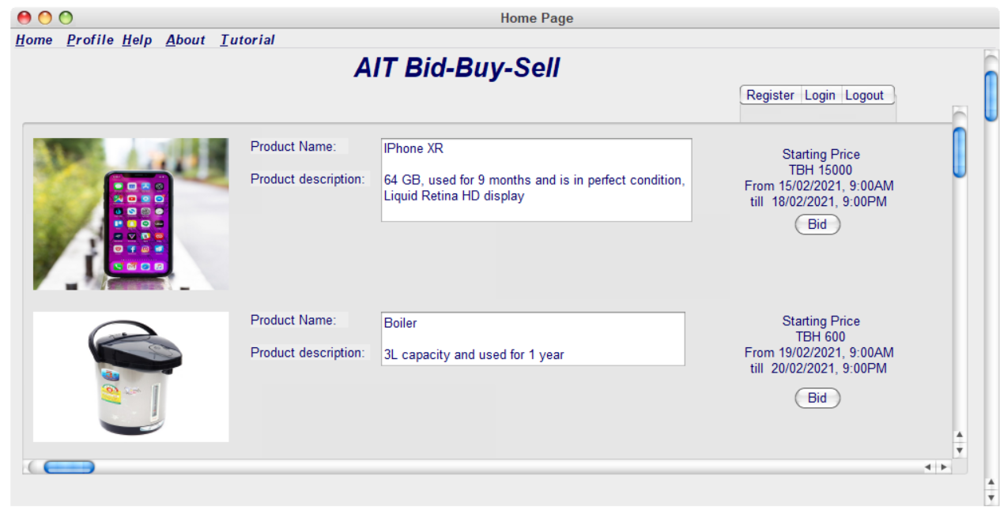 Home Page
Home Profile Help About Tutorial
AIT Bid-Buy-Sell
Register Login Logout
Product Name:
IPhone XR
Product description:
64 GB, used for 9 months and is in perfect condition,
Liquid Retina HD display
Starting Price
TBH 15000
From 15/02/2021, 9:00AM
till 18/02/2021, 9:00PM
Bid
Product Name:
Boiler
Product description:
3L capacity and used for 1 year
Starting Price
TBH 600
From 19/02/2021, 9:00AM
till 20/02/2021, 9:00PM
Bid